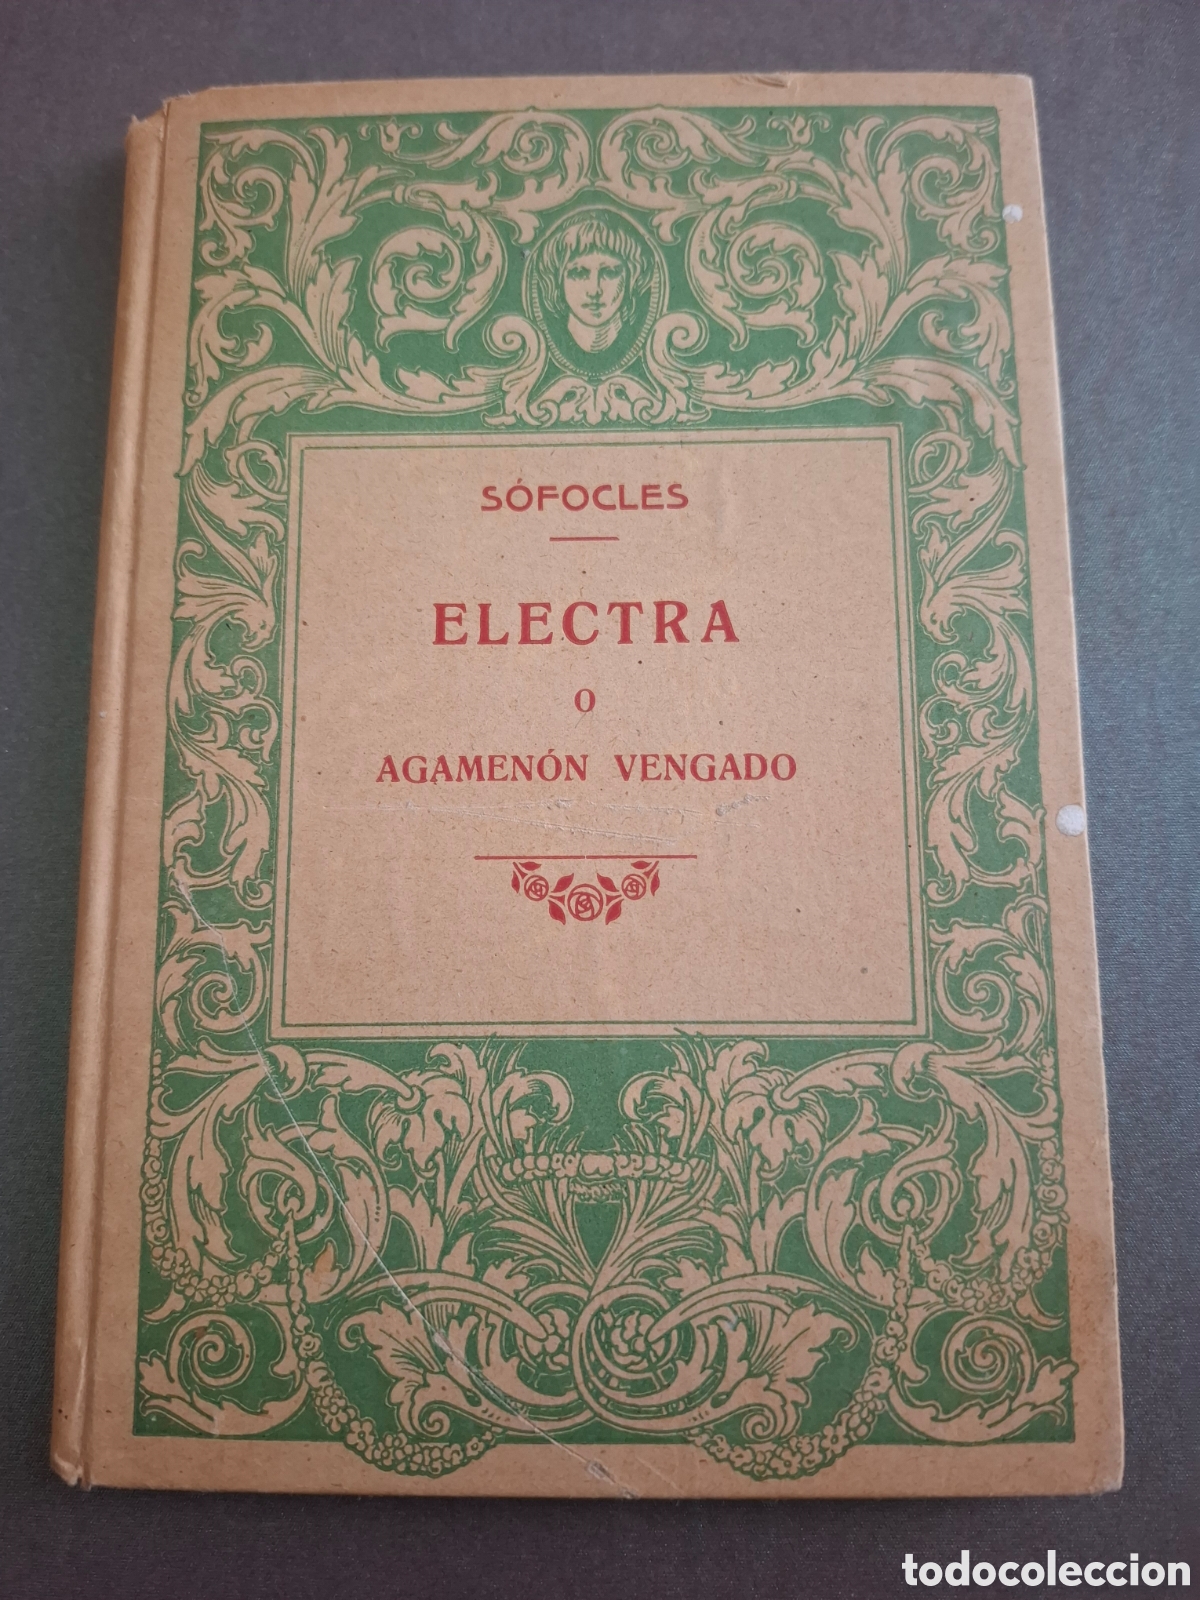 SÓFOCLES
ELECTRA
O
AGAMENÓN VENGADO
todocoleccion